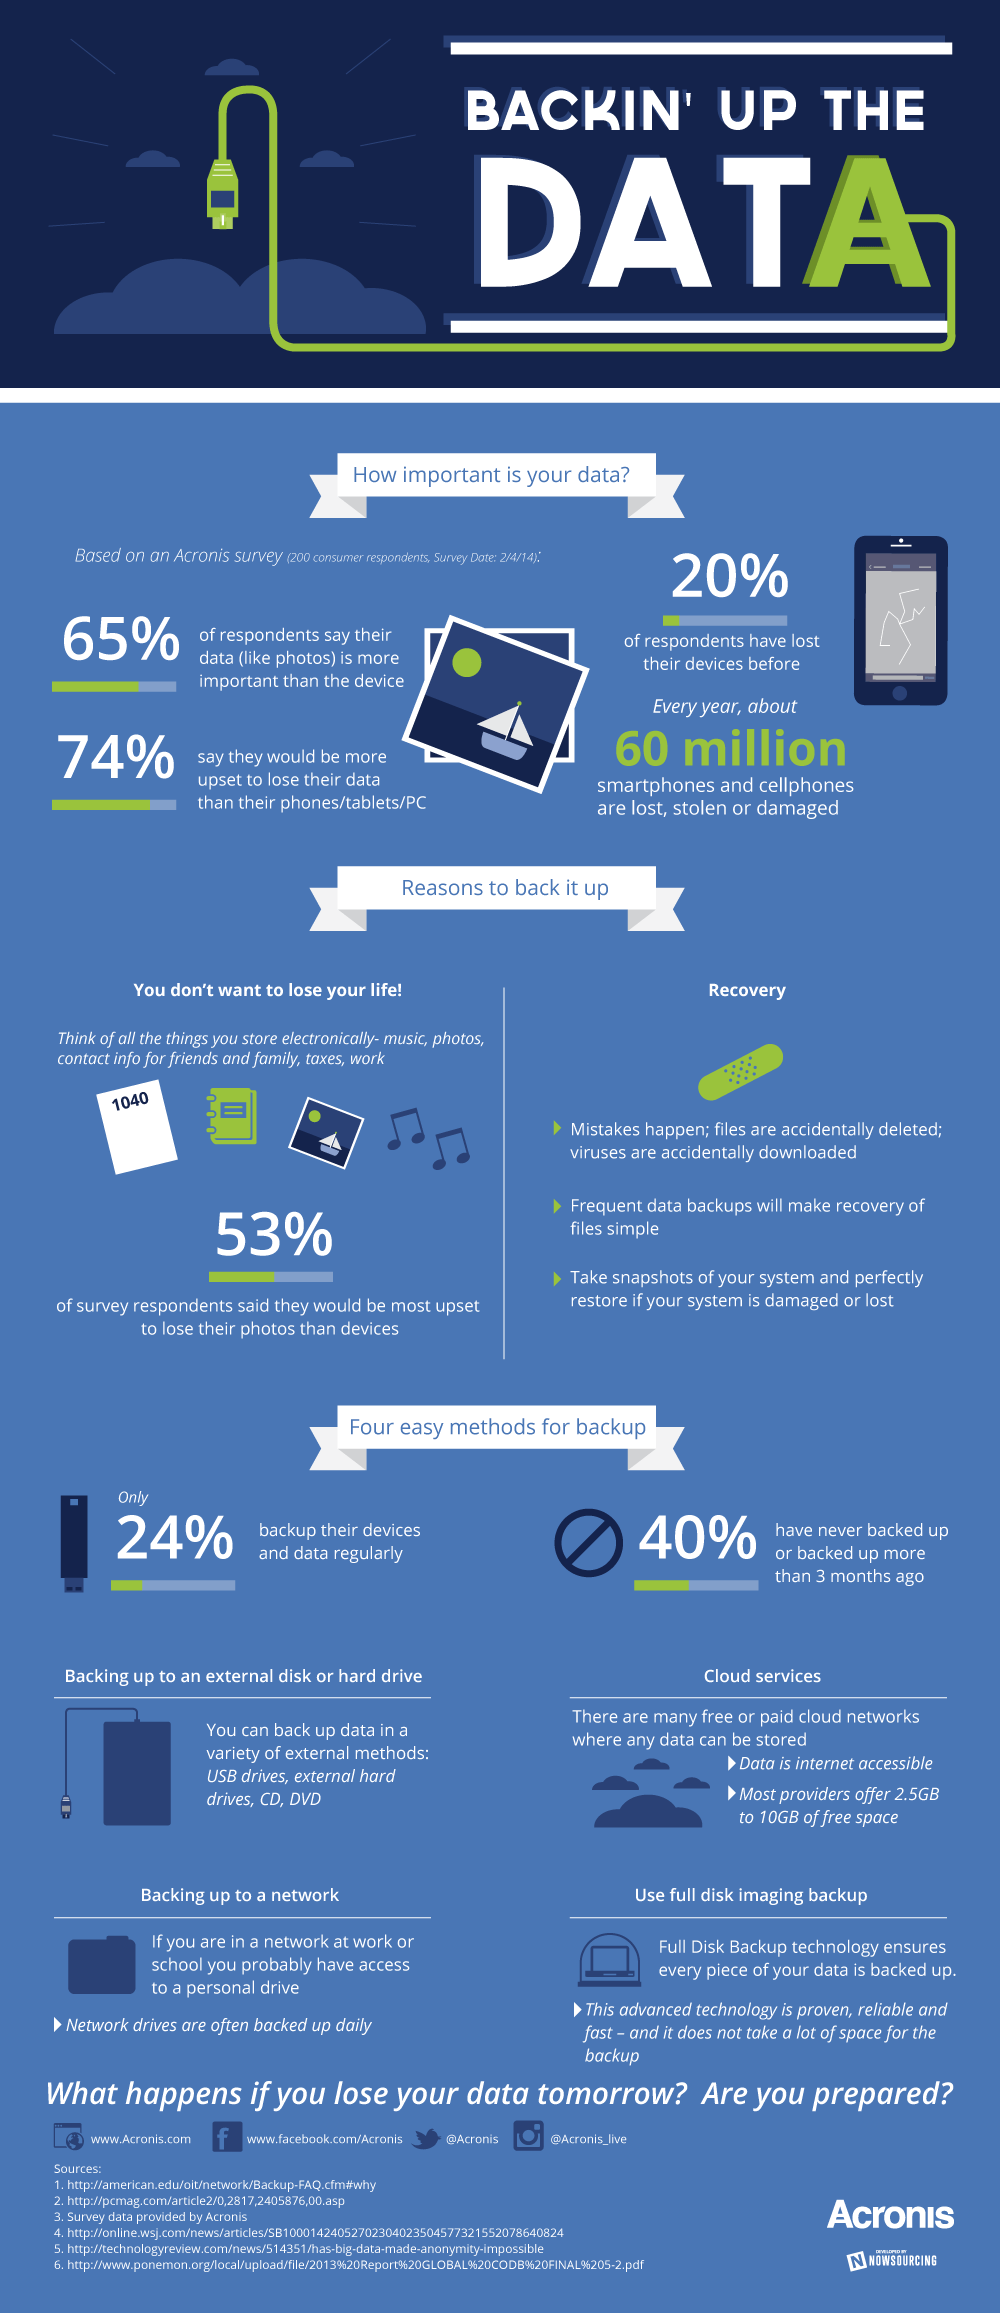 BACKIN' UP THE
DATA
How important is your data?
Based on an Acronis survey (200 consumer respondents, Survey Date: 2/4/14):
65%
of respondents say their
data (like photos) is more
important than the device
74%
say they would be more
upset to lose their data
than their phones/tablets/PC
20%
of respondents have lost
their devices before
Every year, about
60 million
smartphones and cellphones
are lost, stolen or damaged
Reasons to back it up
You don't want to lose your life!
Think of all the things you store electronically- music, photos,
contact info for friends and family, taxes, work
1040
53%
of survey respondents said they would be most upset
to lose their photos than devices
Recovery
Mistakes happen; files are accidentally deleted;
viruses are accidentally downloaded
Frequent data backups will make recovery of
files simple
Take snapshots of your system and perfectly
restore if your system is damaged or lost
Four easy methods for backup
Only
24%
backup their devices
and data regularly
40%
have never backed up
or backed up more
than 3 months ago
Backing up to an external disk or hard drive
You can back up data in a
variety of external methods:
USB drives, external hard
drives, CD, DVD
Cloud services
There are many free or paid cloud networks
where any data can be stored
Data is internet accessible
Most providers offer 2.5GB
to 10GB of free space
Backing up to a network
If you are in a network at work or
school you probably have access
to a personal drive
Network drives are often backed up daily
Use full disk imaging backup
Full Disk Backup technology ensures
every piece of your data is backed up.
This advanced technology is proven, reliable and
fast – and it does not take a lot of space for the
backup
What happens if you lose your data tomorrow? Are you prepared?
www.Acronis.com
www.facebook.com/Acronis
@Acronis
@Acronis_live
Sources:
1. http://american.edu/oit/network/Backup-FAQ.cfm#why
2. http://pcmag.com/article2/0,2817,2405876,00.asp
3. Survey data provided by Acronis
4. http://online.wsj.com/news/articles/SB10001424052702304023504577321552078640824
5. http://technologyreview.com/news/514351/has-big-data-made-anonymity-impossible
6. http://www.ponemon.org/local/upload/file/2013%20Report%20GLOBAL%20CODB%20FINAL%205-2.pdf
Acronis
DEVELOPED BY
N NOWSOURCING